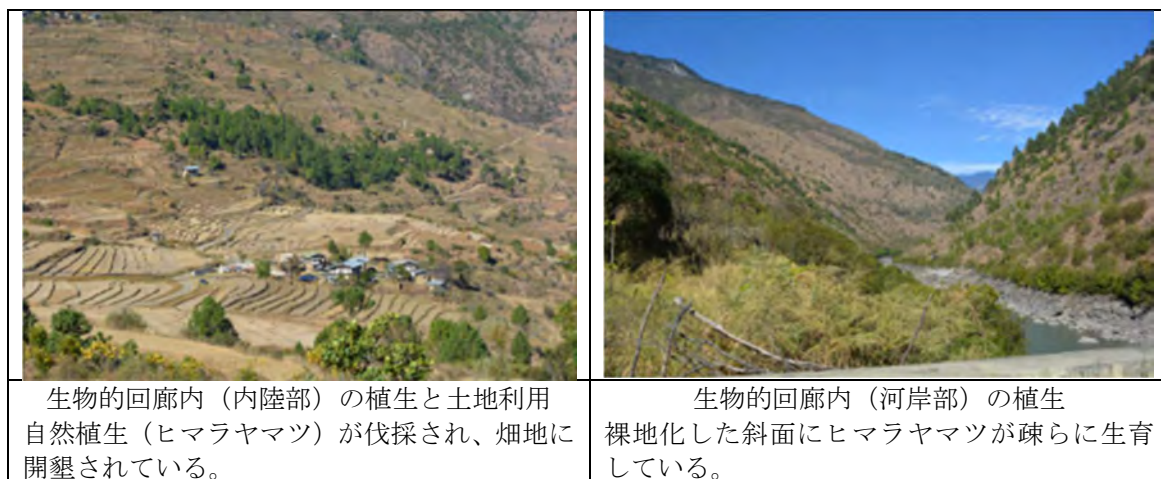 生物的回廊内（内陸部）の植生と土地利用
自然植生（ヒマラヤマツ）が伐採され、畑地に
開墾されている。
生物的回廊内（河岸部）の植生
裸地化した斜面にヒマラヤマツが疎らに生育
している。